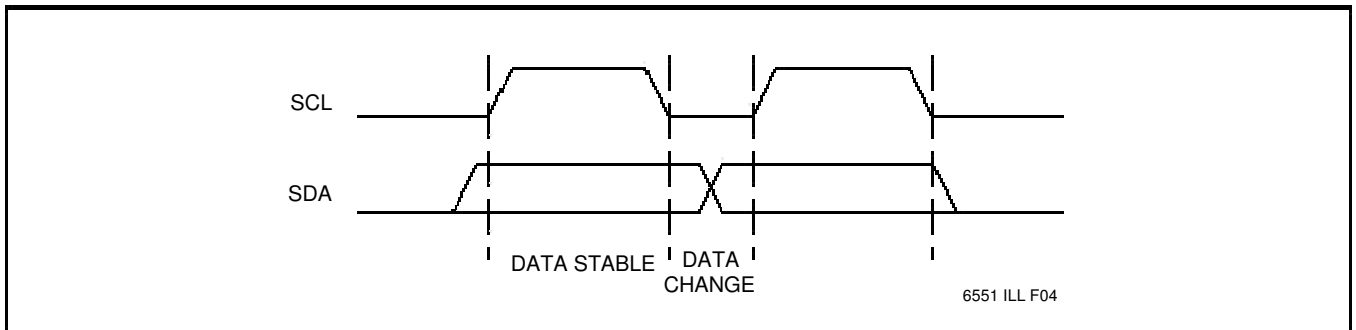 SCL
SDA
DATA STABLE
DATA
CHANGE
6551 ILL F04